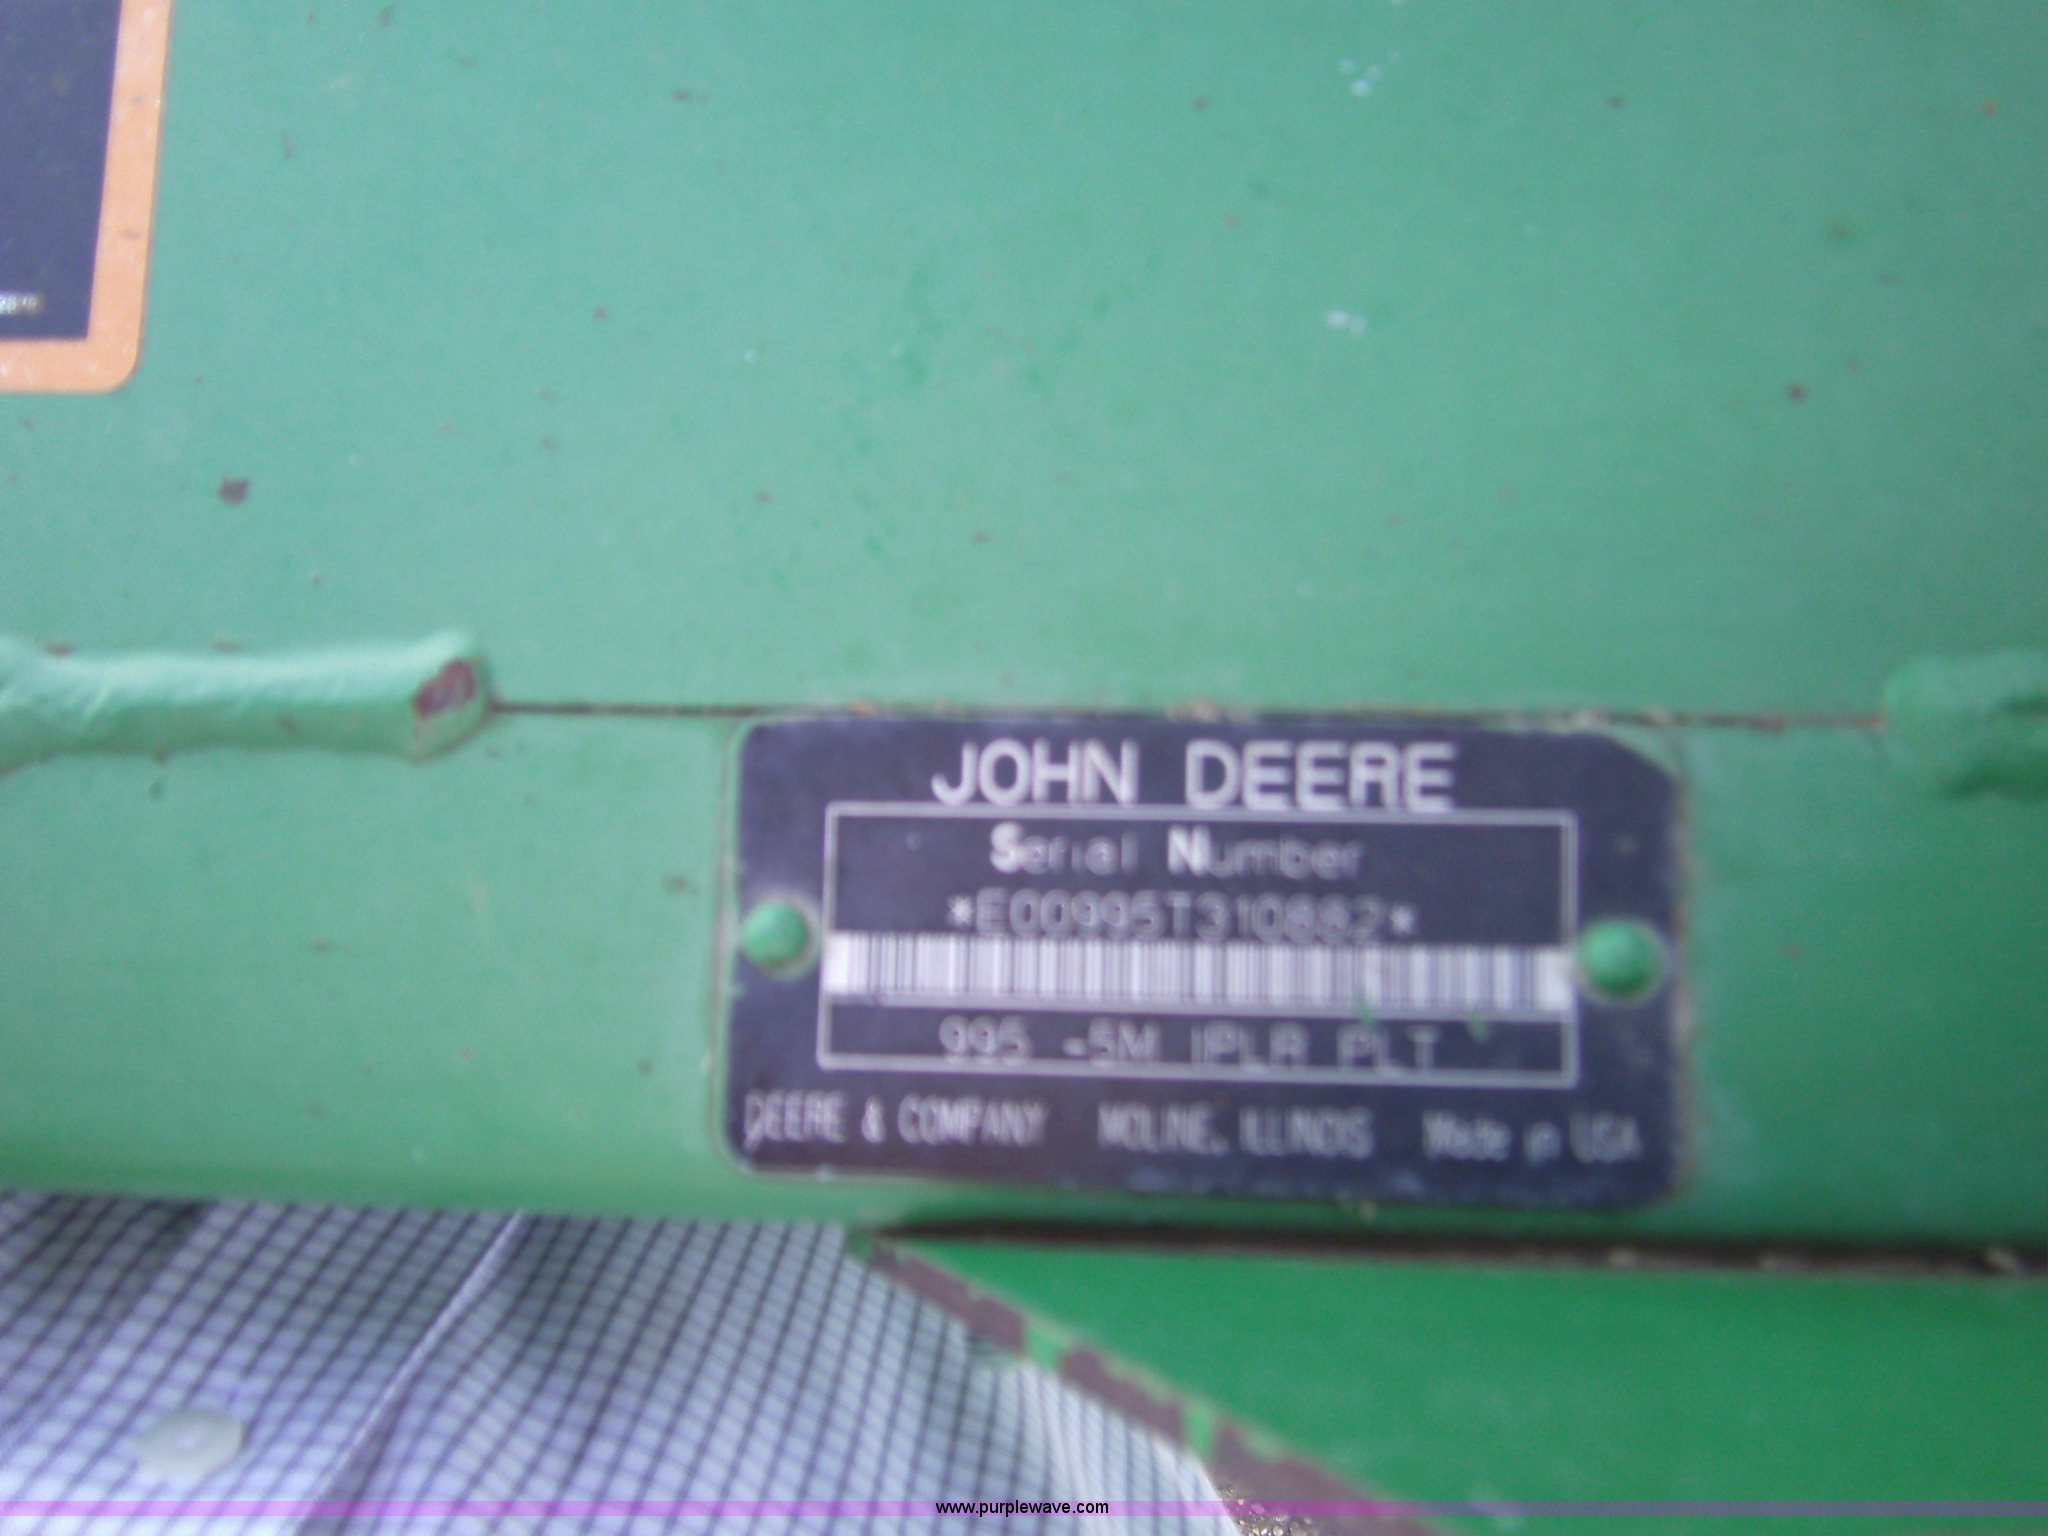 JOHN DEERE
Serial Number
*E00995T310882*
995 -5M IPLR PLT
DEERE & COMPANY MOLINE, ILLINOIS Made in USA
www.purplewave.com